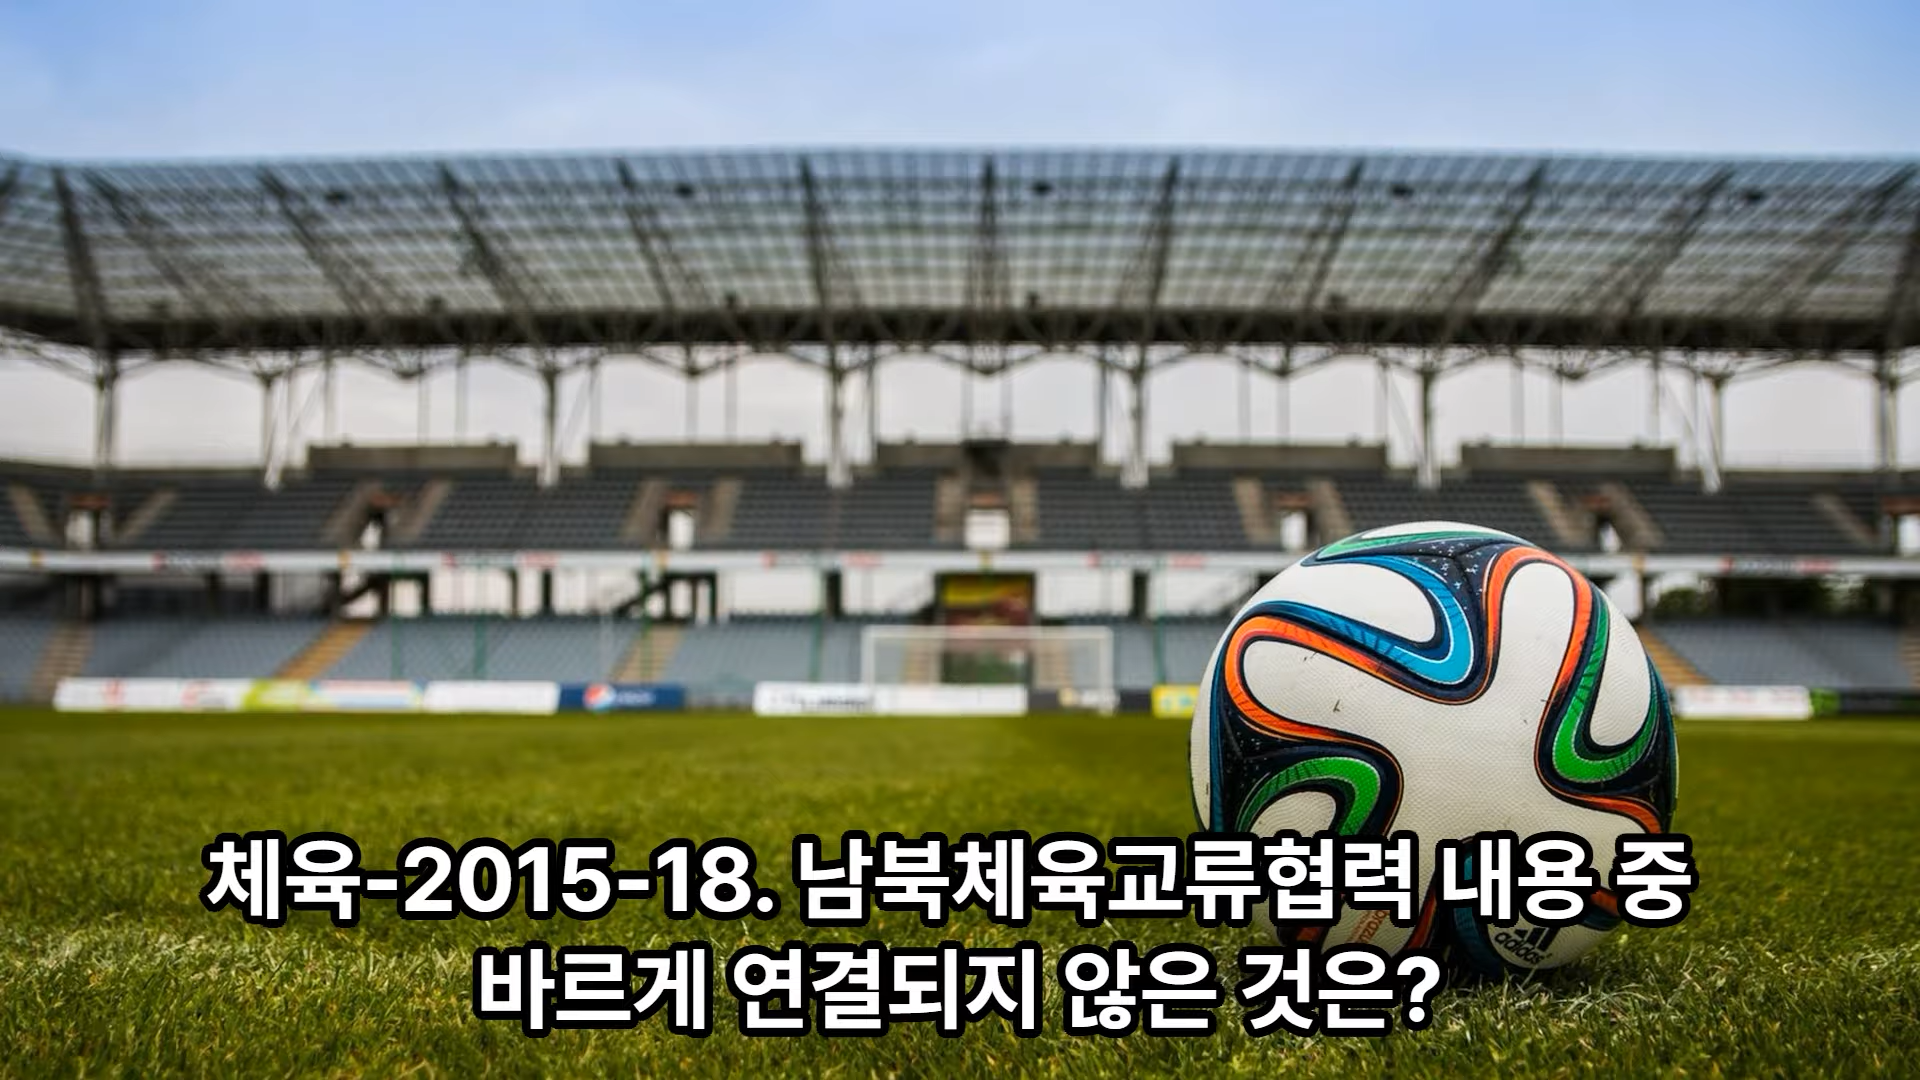 체육-2015-18. 남북체육교류협력 내용 중
바르게 연결되지 않은 것은?
adidas